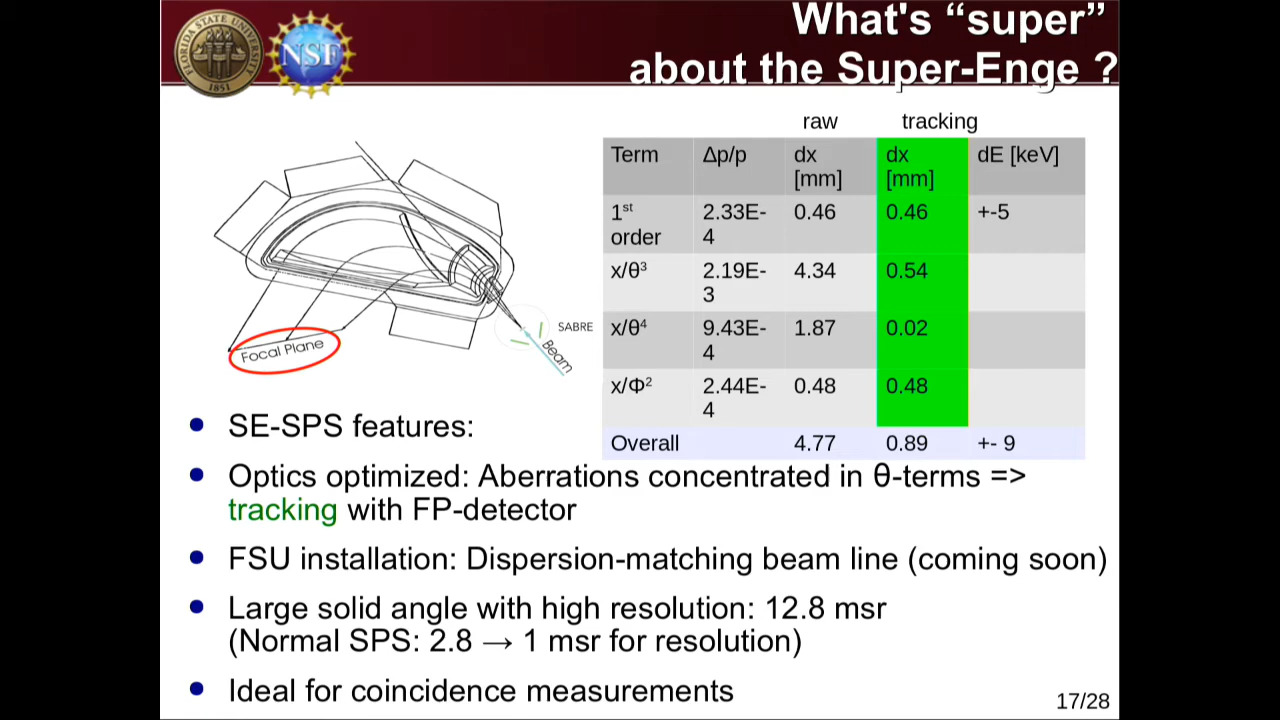 What's “super”
about the Super-Enge ?
FLORIDA STATE UNIVERSITY
1851
NSF
raw tracking
Term Δp/p dx [mm] dx [mm] dE [keV]
1st order 2.33E-4 0.46 0.46 +-5
x/θ³ 2.19E-3 4.34 0.54
x/θ⁴ 9.43E-4 1.87 0.02
x/Φ² 2.44E-4 0.48 0.48
Overall 4.77 0.89 +- 9
SABRE
Beam
Focal Plane
• SE-SPS features:
• Optics optimized: Aberrations concentrated in θ-terms =>
tracking with FP-detector
• FSU installation: Dispersion-matching beam line (coming soon)
• Large solid angle with high resolution: 12.8 msr
(Normal SPS: 2.8 → 1 msr for resolution)
• Ideal for coincidence measurements
17/28